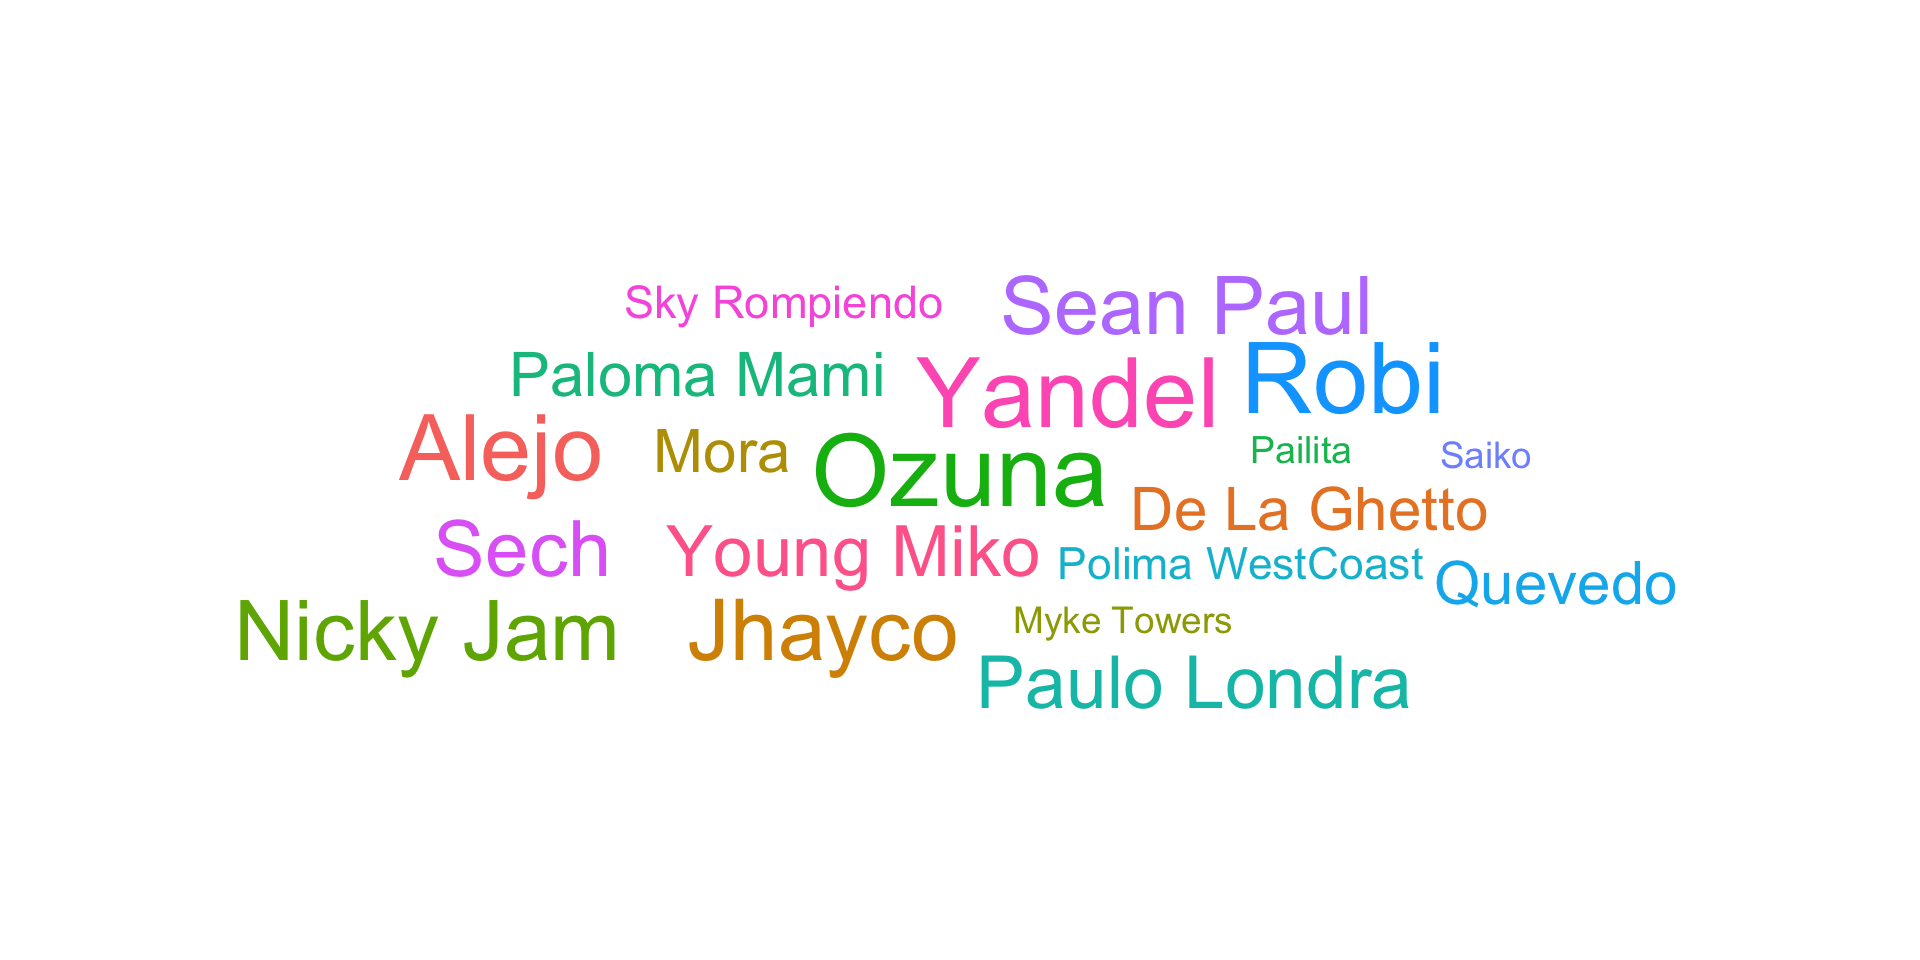 Sky Rompiendo
Sean Paul
Paloma Mami
Yandel
Robi
Alejo
Mora
Ozuna
Pailita
Saiko
De La Ghetto
Sech
Young Miko
Polima WestCoast
Quevedo
Nicky Jam
Jhayco
Myke Towers
Paulo Londra